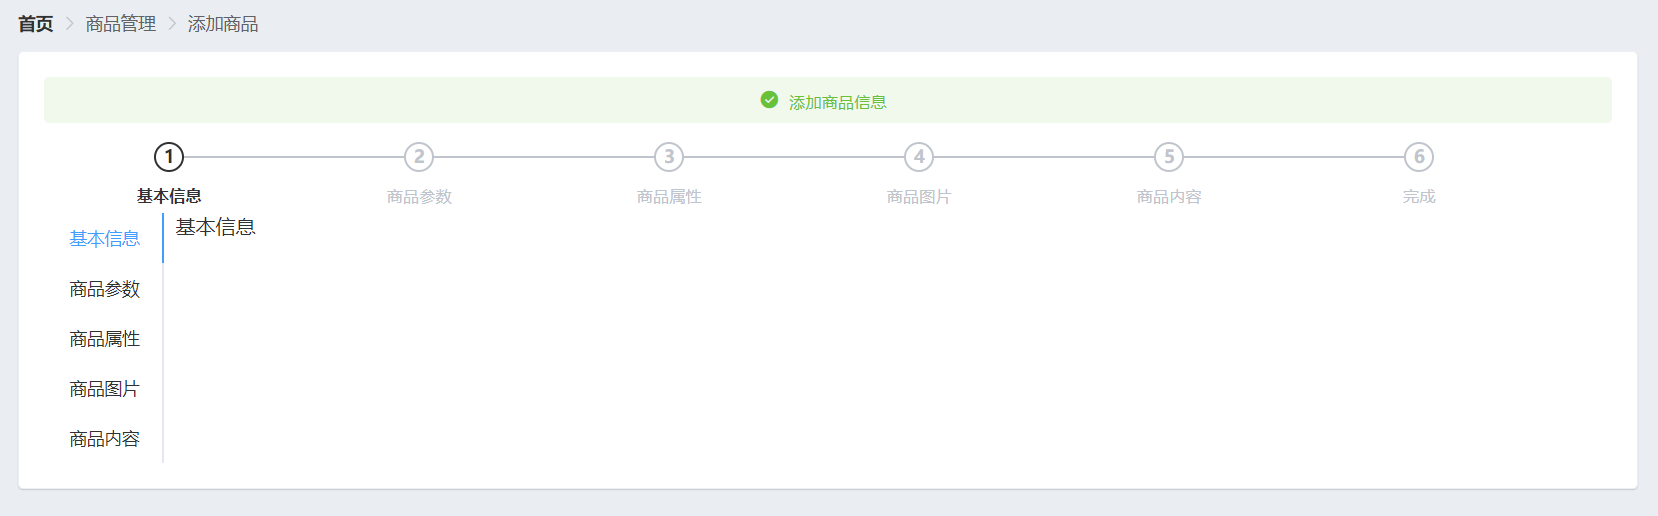 首页 > 商品管理 > 添加商品
添加商品信息
1 2 3 4 5 6
基本信息 商品参数 商品属性 商品图片 商品内容 完成
基本信息 基本信息
商品参数
商品属性
商品图片
商品内容